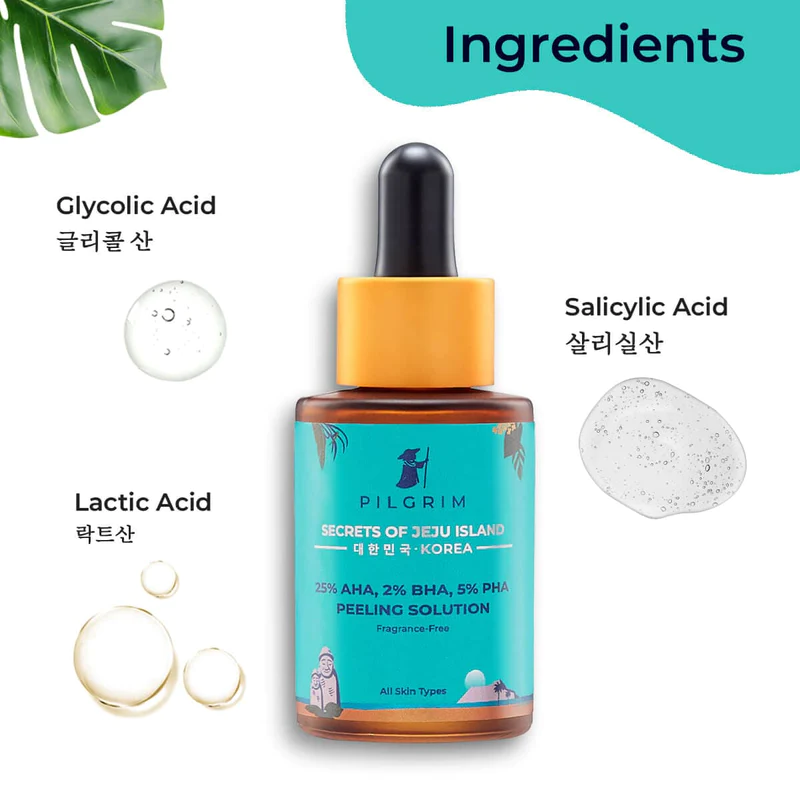 Ingredients
Glycolic Acid
글리콜 산
Salicylic Acid
살리실산
Lactic Acid
락트산
PILGRIM
SECRETS OF JEJU ISLAND
대한민국·KOREA
25% AHA, 2% BHA, 5% PHA
PEELING SOLUTION
Fragrance-Free
All Skin Types